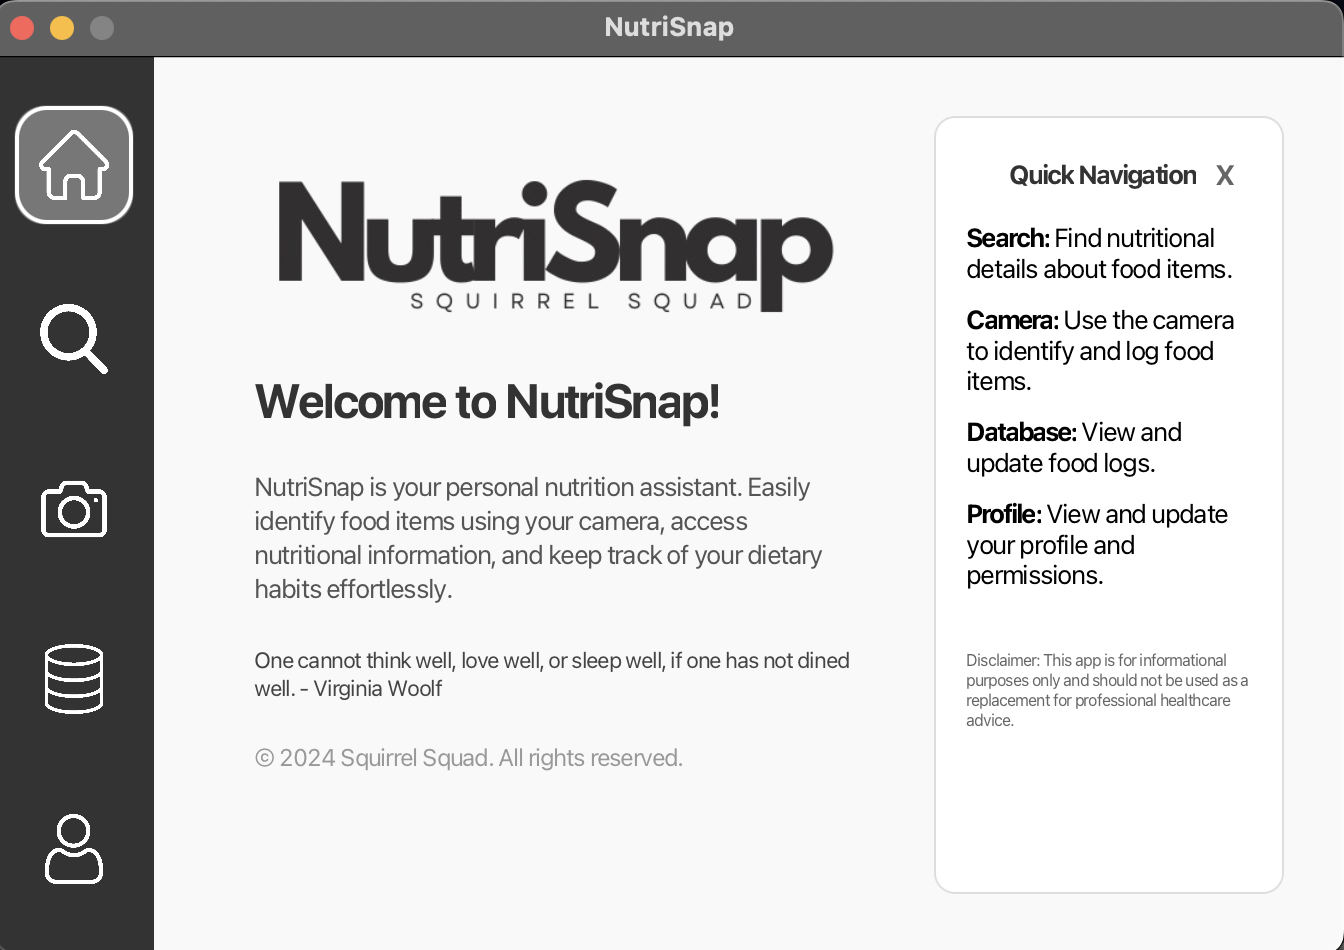 NutriSnap
NutriSnap
SQUIRREL SQUAD
Welcome to NutriSnap!
NutriSnap is your personal nutrition assistant. Easily
identify food items using your camera, access
nutritional information, and keep track of your dietary
habits effortlessly.
One cannot think well, love well, or sleep well, if one has not dined
well. - Virginia Woolf
© 2024 Squirrel Squad. All rights reserved.
Quick Navigation X
Search: Find nutritional
details about food items.
Camera: Use the camera
to identify and log food
items.
Database: View and
update food logs.
Profile: View and update
your profile and
permissions.
Disclaimer: This app is for informational
purposes only and should not be used as a
replacement for professional healthcare
advice.